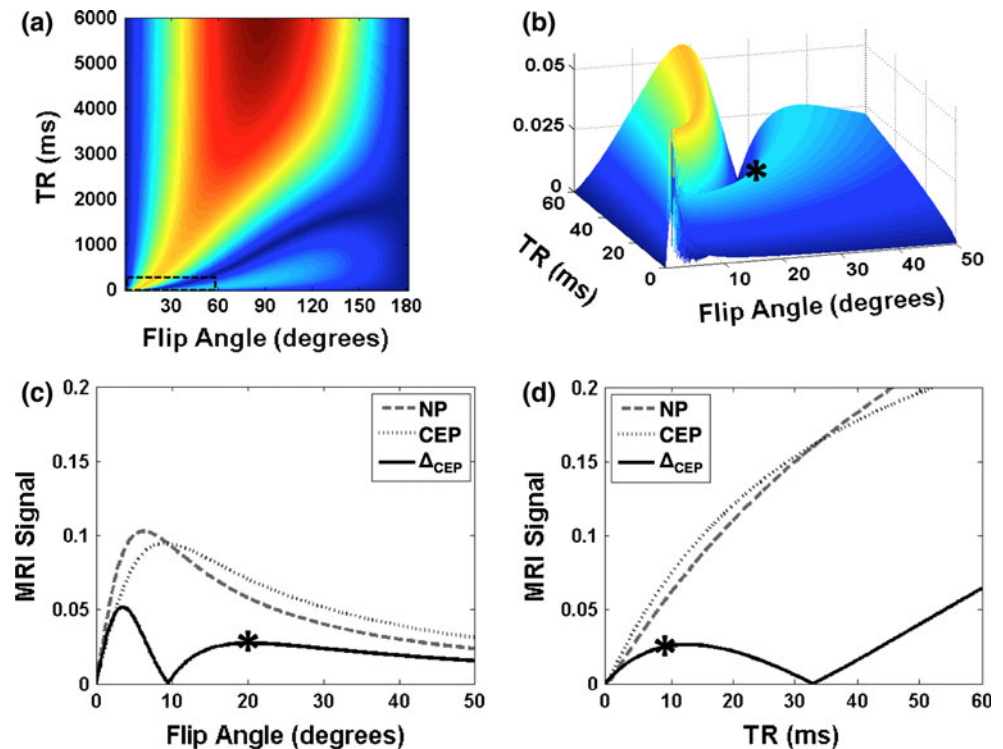 (a)
6000
5000
4000
3000
2000
1000
0
TR (ms)
30 60 90 120 150 180
Flip Angle (degrees)
(b)
0.05
0.025
0
60
40
20
0
TR (ms)
*
0 10 20 30 40 50
Flip Angle (degrees)
(c)
0.2
0.15
0.1
0.05
0
MRI Signal
NP
CEP
ΔCEP
*
0 10 20 30 40 50
Flip Angle (degrees)
(d)
0.2
0.15
0.1
0.05
0
MRI Signal
NP
CEP
ΔCEP
*
0 10 20 30 40 50 60
TR (ms)